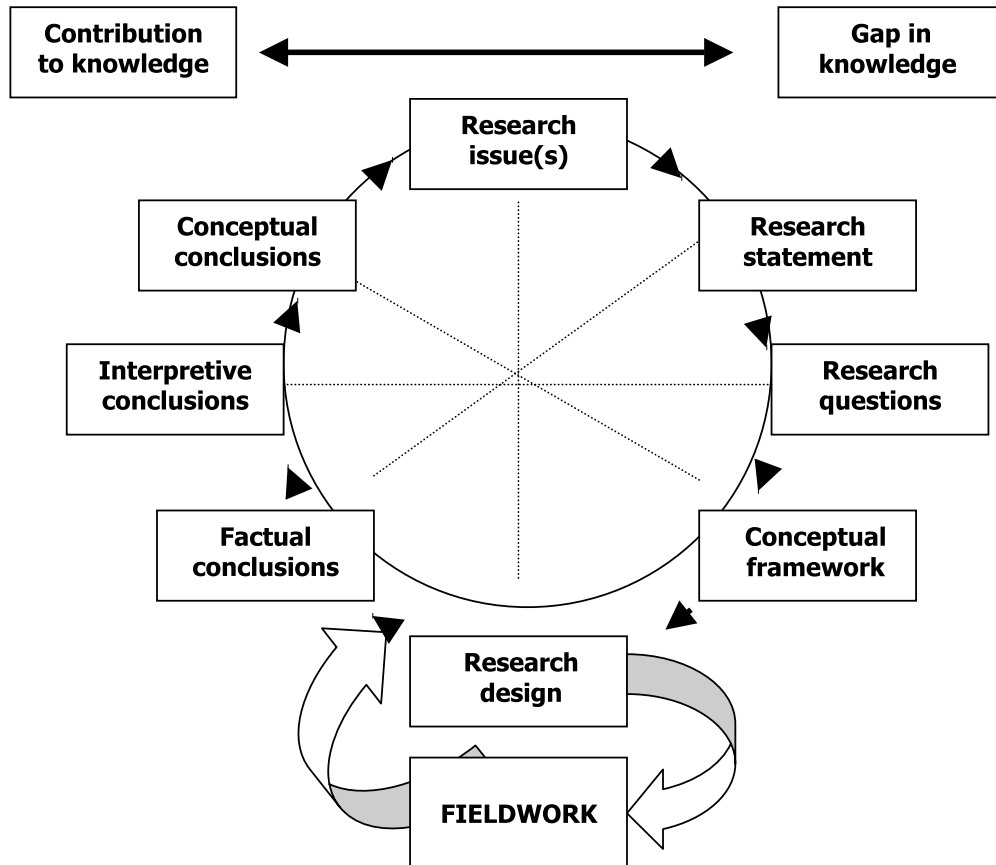 Contribution
to knowledge
Gap in
knowledge
Research
issue(s)
Conceptual
conclusions
Research
statement
Interpretive
conclusions
Research
questions
Factual
conclusions
Conceptual
framework
Research
design
FIELDWORK